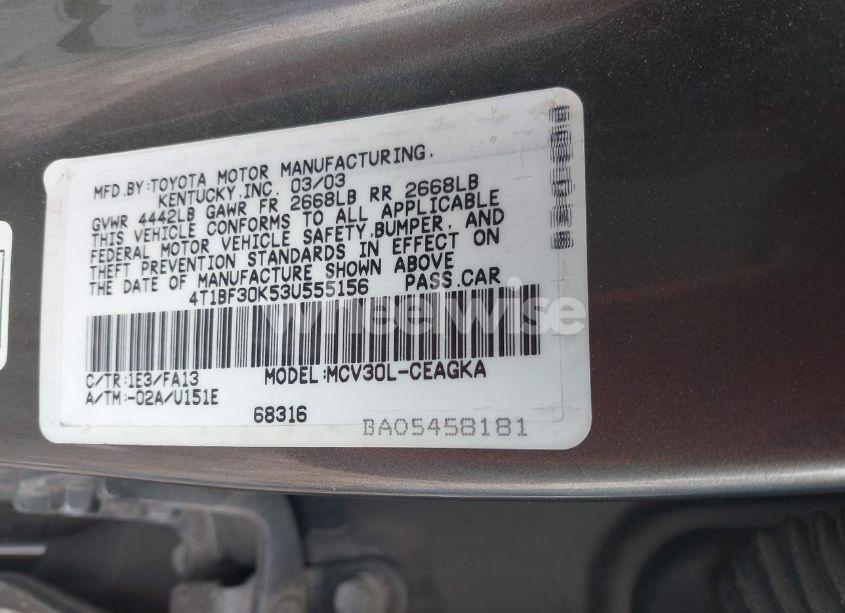 MFD.BY:TOYOTA MOTOR MANUFACTURING,
KENTUCKY,INC. 03/03
GVWR 4442LB GAWR FR 2668LB RR 2668LB
THIS VEHICLE CONFORMS TO ALL APPLICABLE
FEDERAL MOTOR VEHICLE SAFETY,BUMPER, AND
THEFT PREVENTION STANDARDS IN EFFECT ON
THE DATE OF MANUFACTURE SHOWN ABOVE
4T1BF30K53U555156 PASS.CAR
wheelwise
C/TR:1E3/FA13 MODEL:MCV30L-CEAGKA
A/TM:-02A/U151E
68316 BA05458181